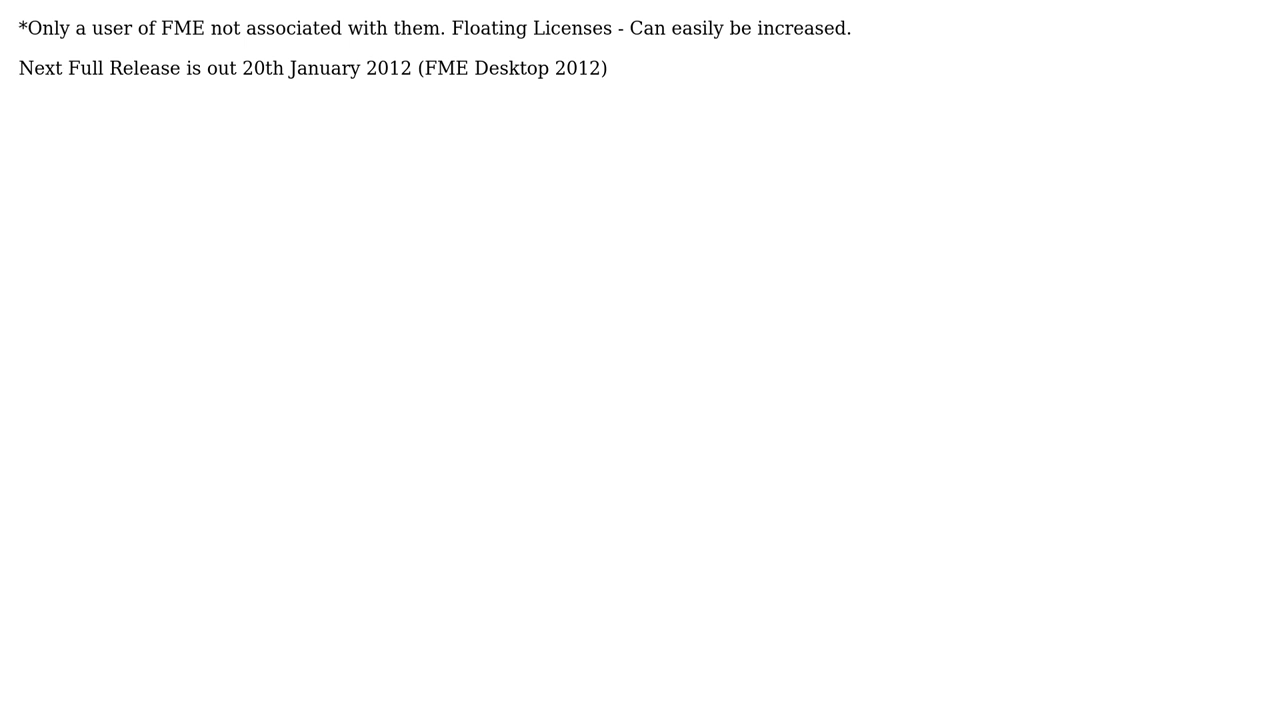 *Only a user of FME not associated with them. Floating Licenses - Can easily be increased.
Next Full Release is out 20th January 2012 (FME Desktop 2012)